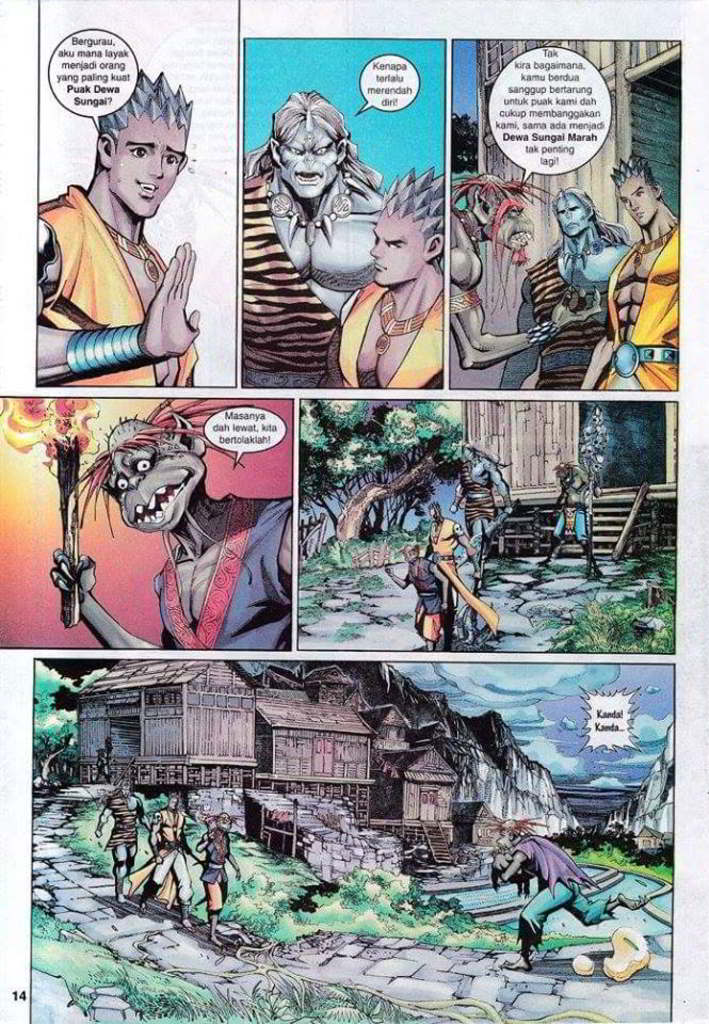 Bergurau,
aku mana layak
menjadi orang
yang paling kuat
Puak Dewa
Sungai?
Kenapa
terlalu
merendah
diri!
Tak
kira bagaimana,
kamu berdua
sanggup bertarung
untuk puak kami dah
cukup membanggakan
kami, sama ada menjadi
Dewa Sungai Marah
tak penting
lagi!
Masanya
dah lewat, kita
bertolaklah!
Kanda!
Kanda...
14